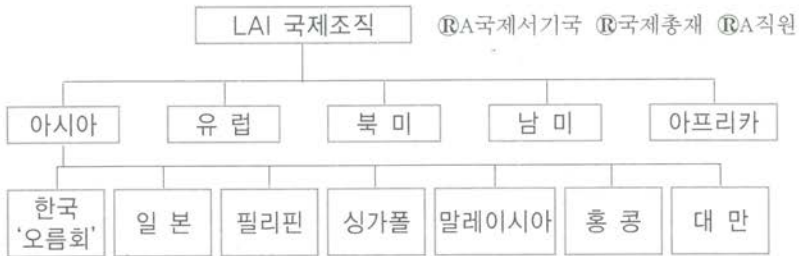 LAI 국제조직 ⓇA국제서기국 Ⓡ국제총재 ⓇA직원
아시아 유 럽 북 미 남 미 아프리카
한국 일 본 필리핀 싱가폴 말레이시아 홍 콩 대 만
'오름회'